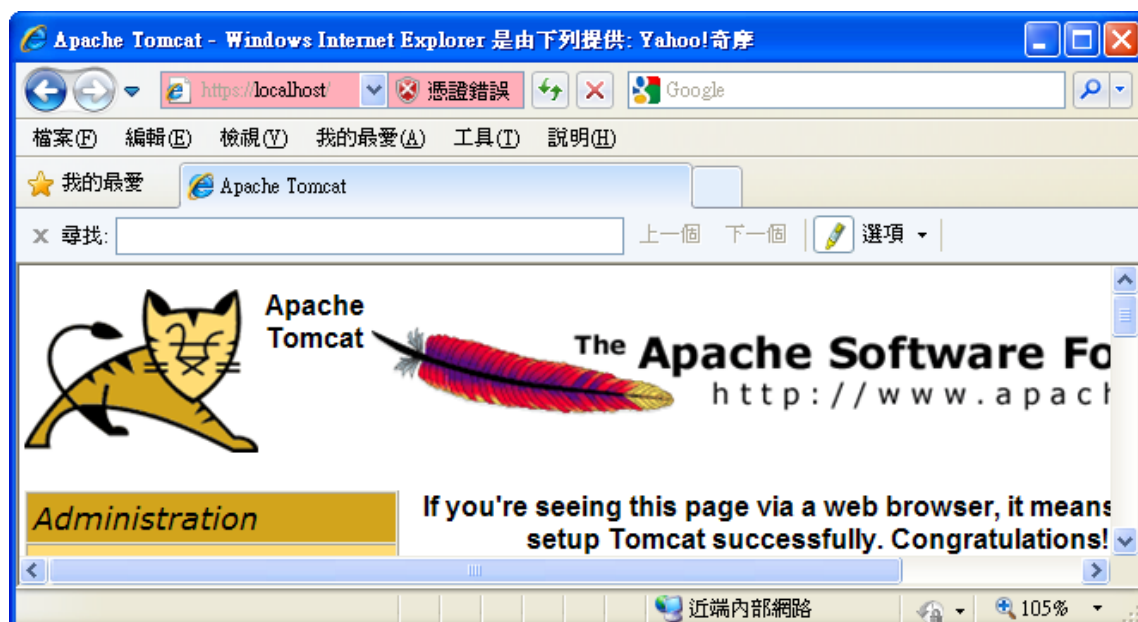 Apache Tomcat - Windows Internet Explorer 是由下列提供: Yahoo!奇摩
https://localhost/ 憑證錯誤 Google
檔案(F) 編輯(E) 檢視(V) 我的最愛(A) 工具(T) 說明(H)
我的最愛 Apache Tomcat
尋找: 上一個 下一個 選項
Apache
Tomcat
The Apache Software Fo
http://www.apach
Administration
If you're seeing this page via a web browser, it means
setup Tomcat successfully. Congratulations!
近端內部網路 105%